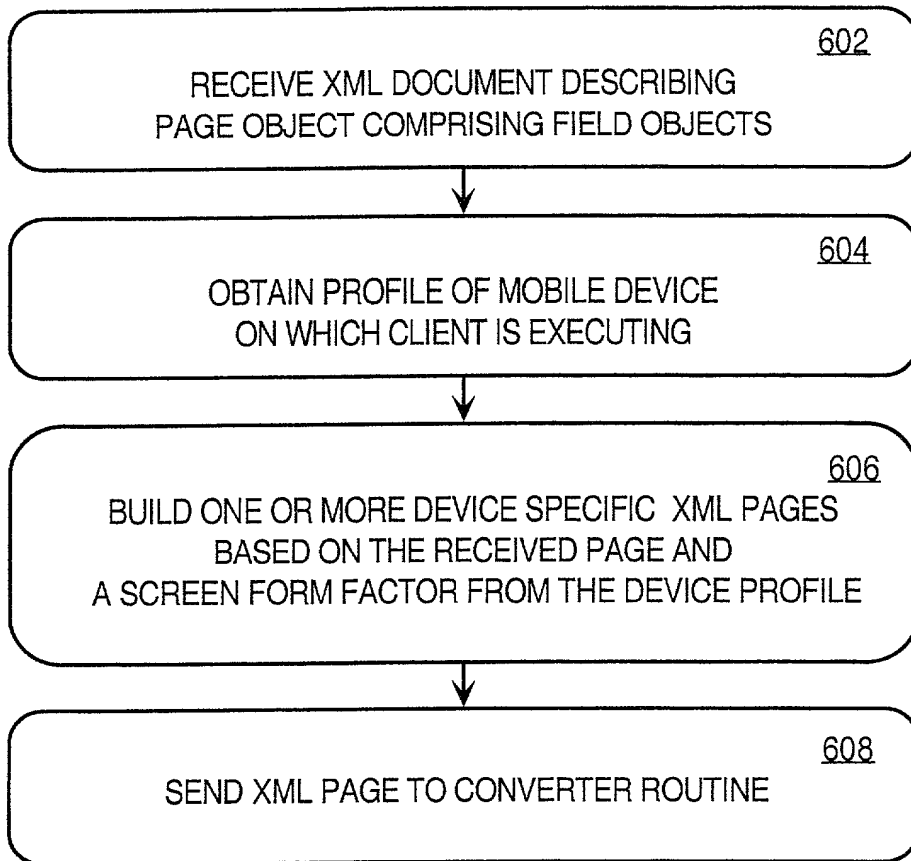 602
RECEIVE XML DOCUMENT DESCRIBING
PAGE OBJECT COMPRISING FIELD OBJECTS
604
OBTAIN PROFILE OF MOBILE DEVICE
ON WHICH CLIENT IS EXECUTING
606
BUILD ONE OR MORE DEVICE SPECIFIC XML PAGES
BASED ON THE RECEIVED PAGE AND
A SCREEN FORM FACTOR FROM THE DEVICE PROFILE
608
SEND XML PAGE TO CONVERTER ROUTINE